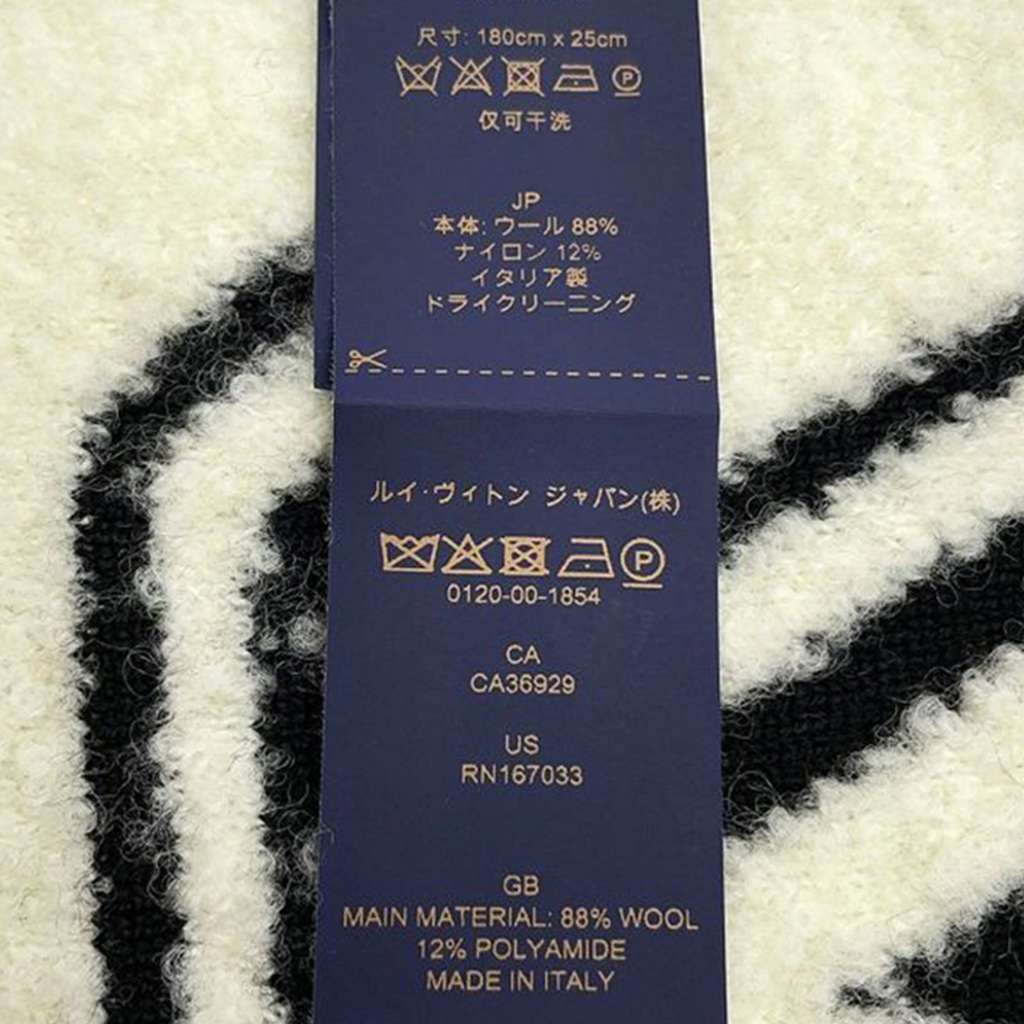 尺寸: 180cm x 25cm
仅可干洗
JP
本体: ウール 88%
ナイロン 12%
イタリア製
ドライクリーニング
ルイ・ヴィトン ジャパン(株)
P
0120-00-1854
CA
CA36929
US
RN167033
GB
MAIN MATERIAL: 88% WOOL
12% POLYAMIDE
MADE IN ITALY